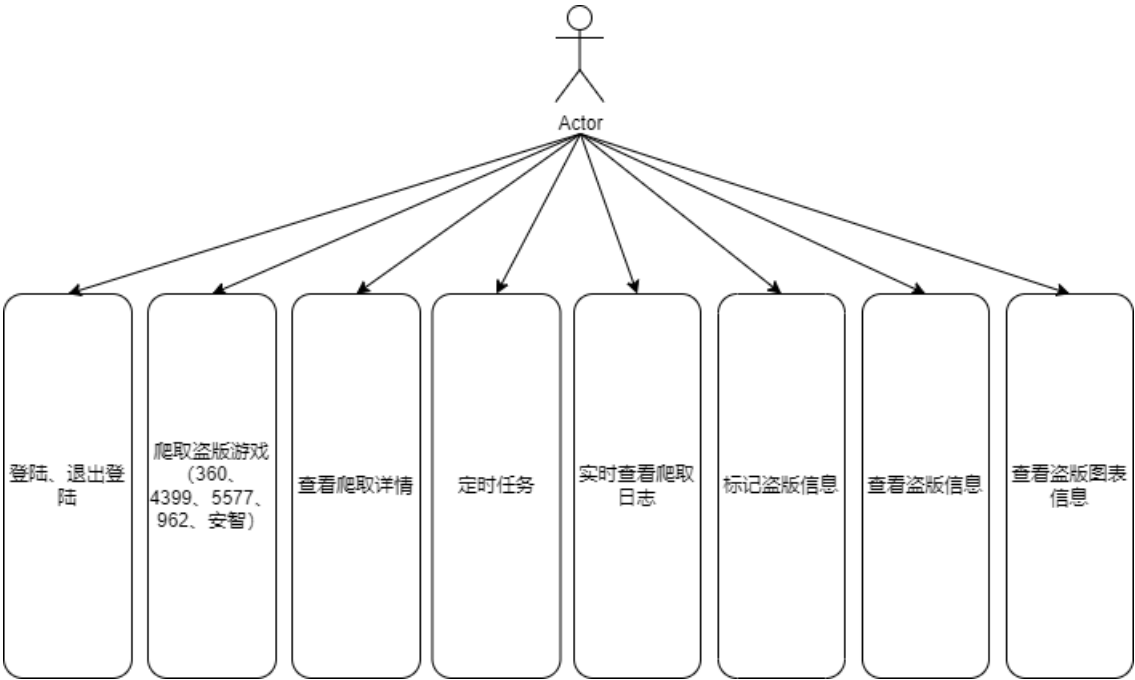 Actor
登陆、退出登
陆
爬取盗版游戏
（360、
4399、5577、
962、安智）
查看爬取详情
定时任务
实时查看爬取
日志
标记盗版信息
查看盗版信息
查看盗版图表
信息